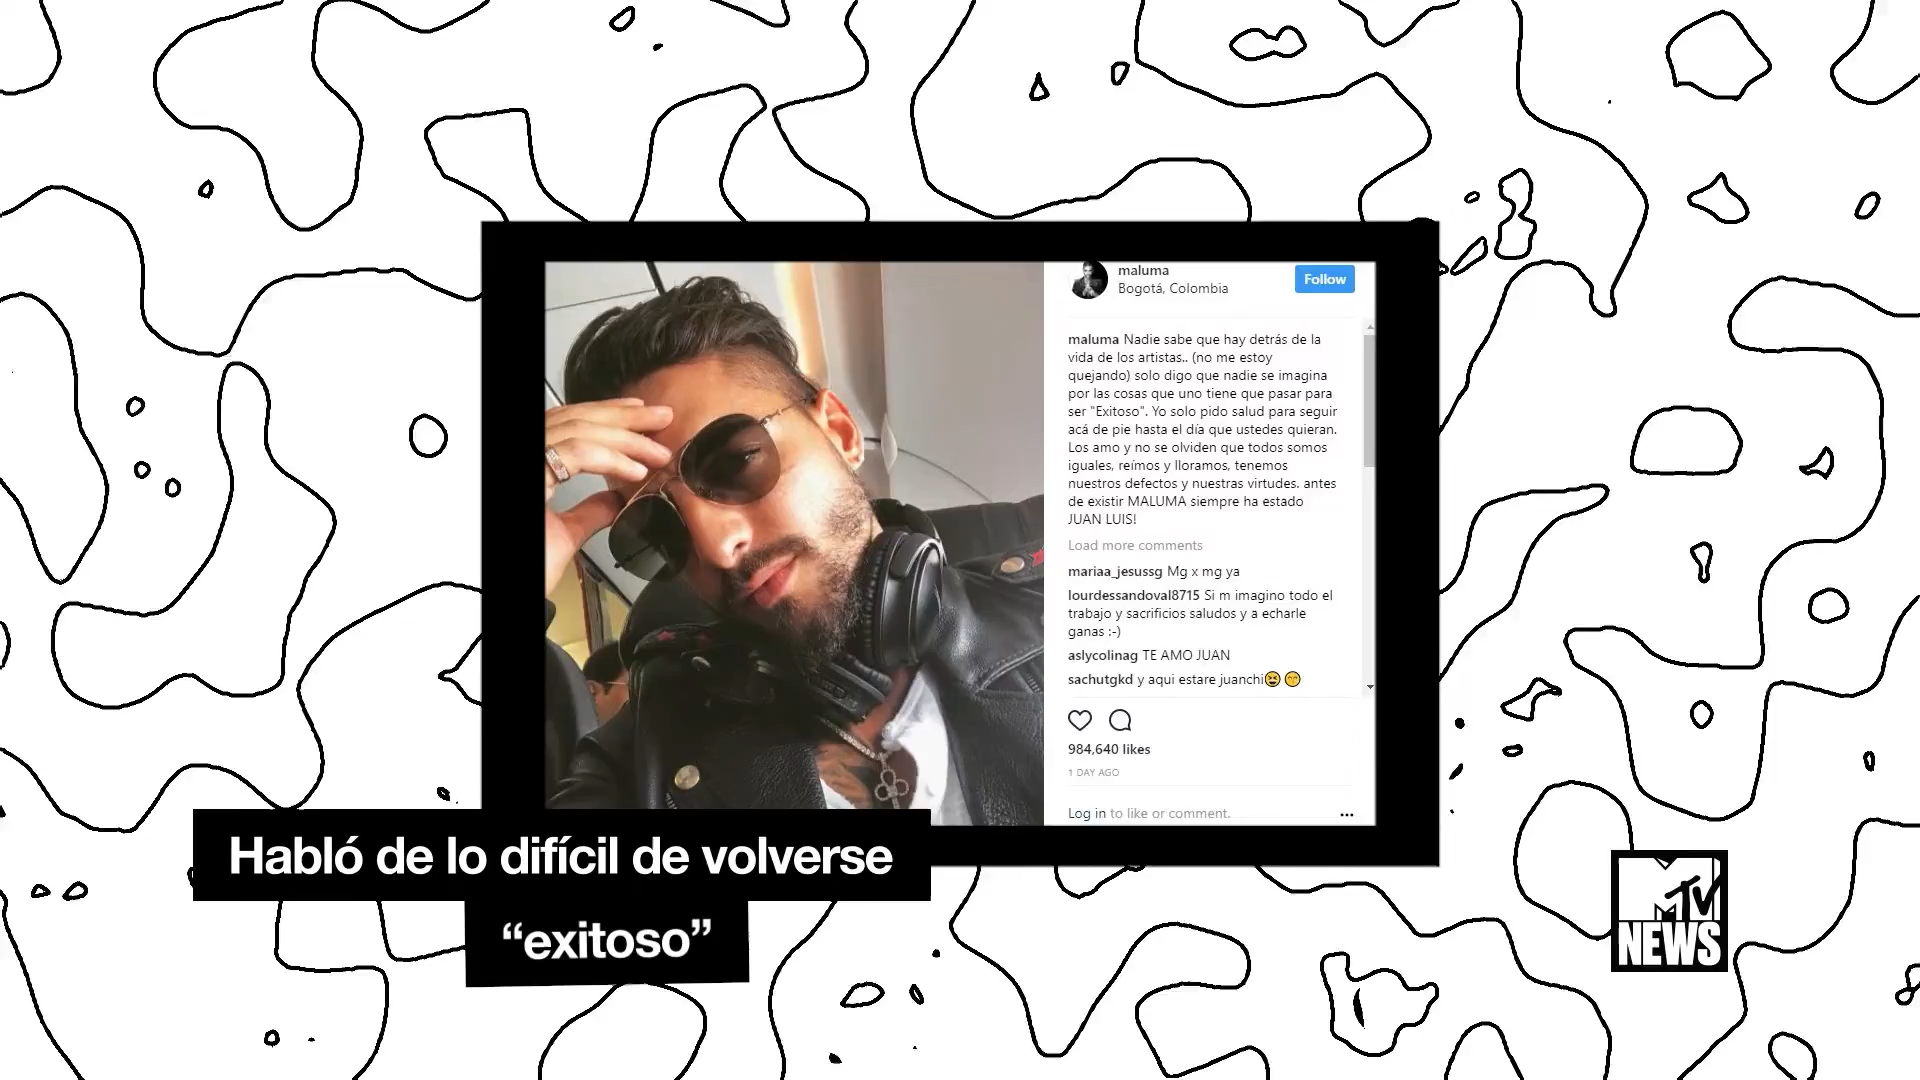 maluma
Bogotá, Colombia
Follow
maluma Nadie sabe que hay detrás de la
vida de los artistas.. (no me estoy
quejando) solo digo que nadie se imagina
por las cosas que uno tiene que pasar para
ser "Exitoso". Yo solo pido salud para seguir
acá de pie hasta el día que ustedes quieran.
Los amo y no se olviden que todos somos
iguales, reímos y lloramos, tenemos
nuestros defectos y nuestras virtudes. antes
de existir MALUMA siempre ha estado
JUAN LUIS!
Load more comments
mariaa_jesussg Mg x mg ya
lourdessandoval8715 Si m imagino todo el
trabajo y sacrificios saludos y a echarle
ganas :-)
aslycolinag TE AMO JUAN
sachutgkd y aqui estare juanchi😆😁
984,640 likes
1 DAY AGO
Log in to like or comment.
Habló de lo difícil de volverse
“exitoso”
MTV
NEWS